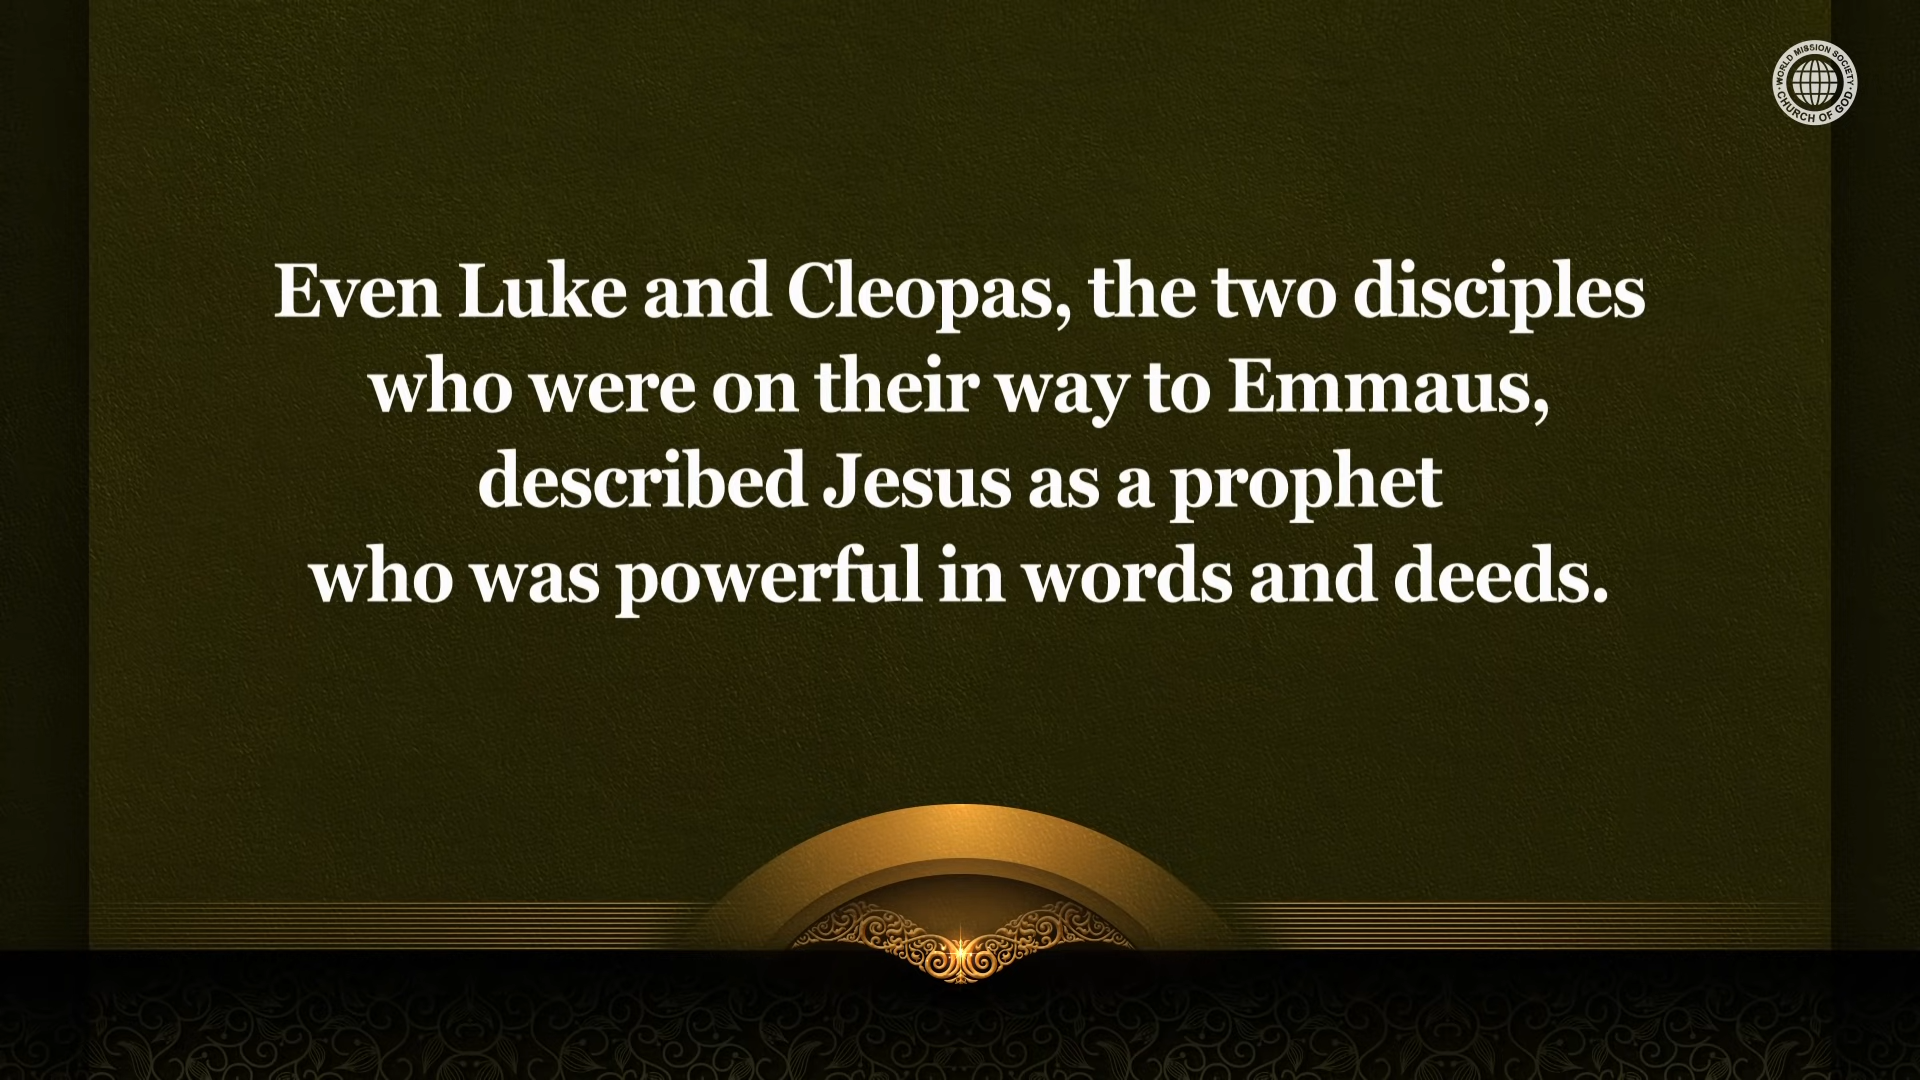 WORLD MISSION SOCIETY
CHURCH OF GOD
Even Luke and Cleopas, the two disciples
who were on their way to Emmaus,
described Jesus as a prophet
who was powerful in words and deeds.